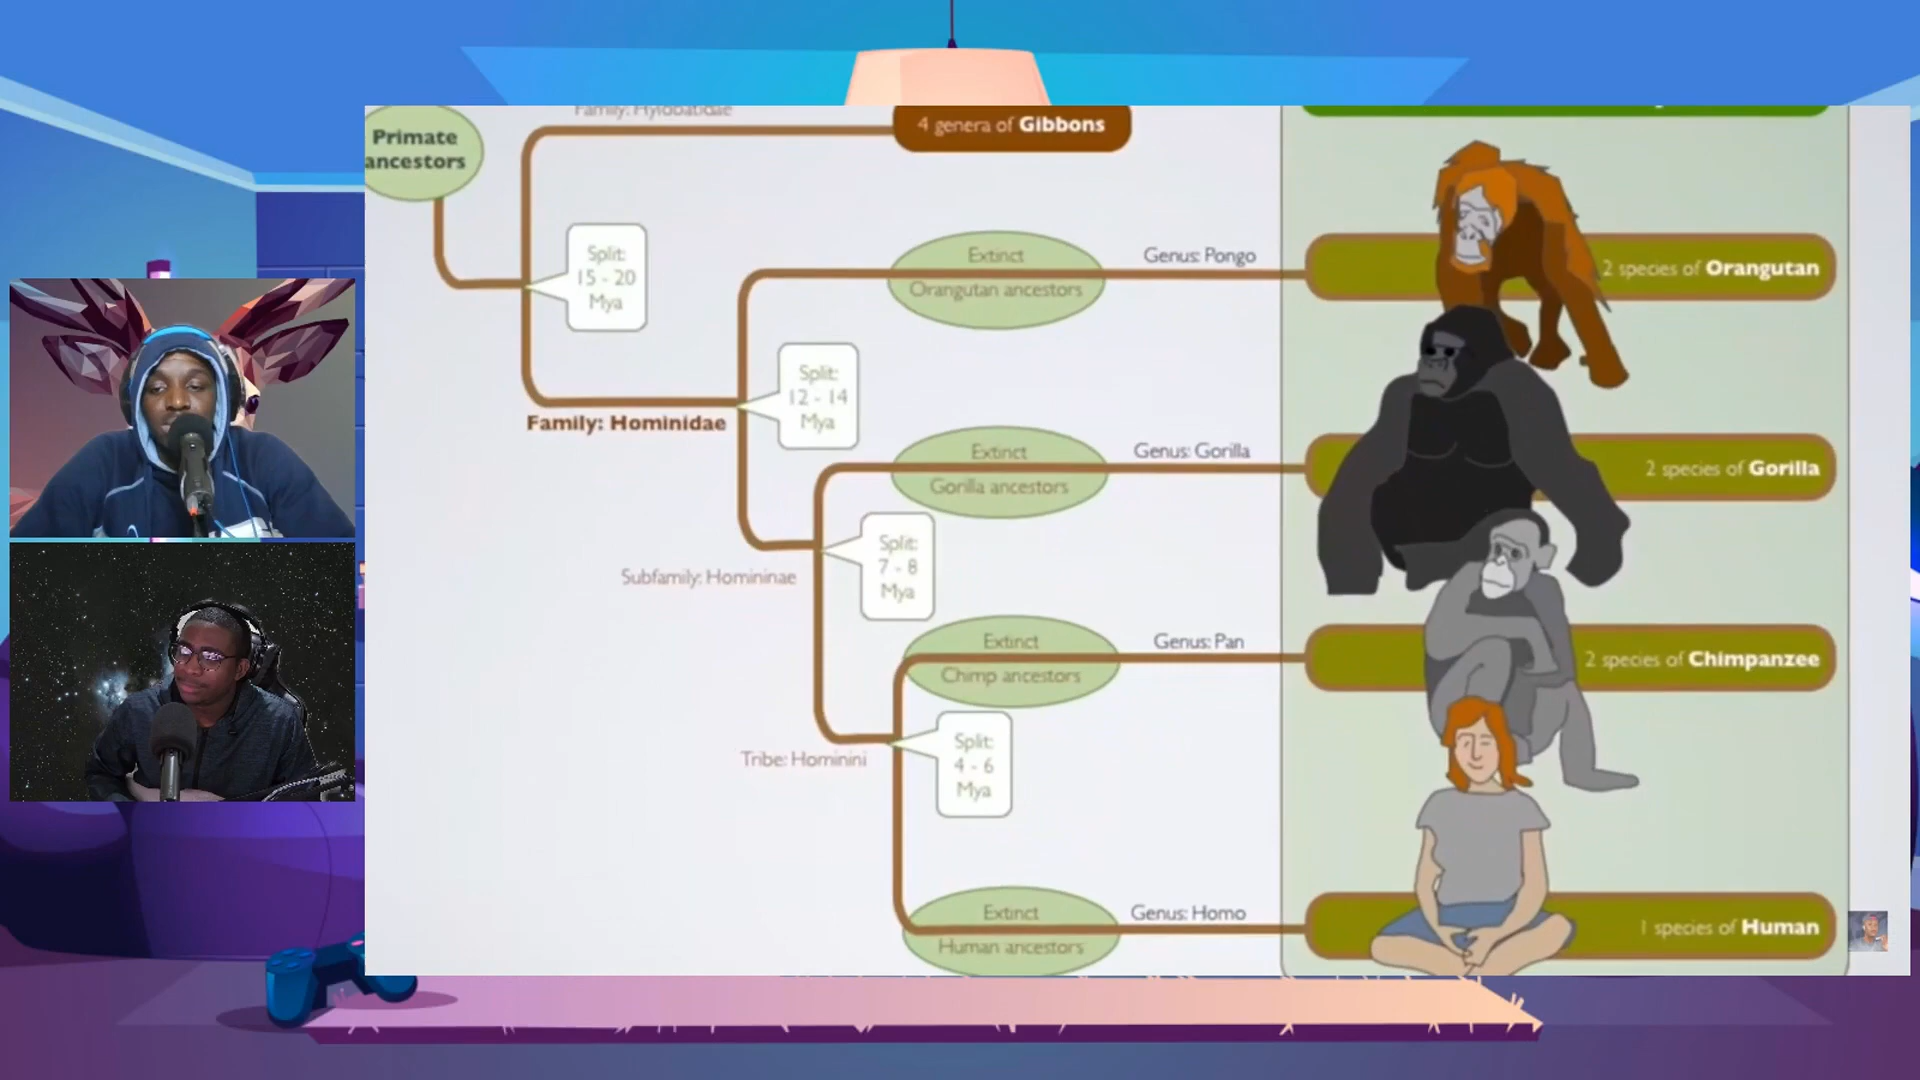 Family: Hylobatidae
Primate
ancestors
4 genera of Gibbons
Split:
15 - 20
Mya
Extinct
Orangutan ancestors
Genus: Pongo
2 species of Orangutan
Split:
12 - 14
Mya
Family: Hominidae
Extinct
Gorilla ancestors
Genus: Gorilla
2 species of Gorilla
Split:
7 - 8
Mya
Subfamily: Homininae
Extinct
Chimp ancestors
Genus: Pan
2 species of Chimpanzee
Split:
4 - 6
Mya
Tribe: Hominini
Extinct
Human ancestors
Genus: Homo
1 species of Human